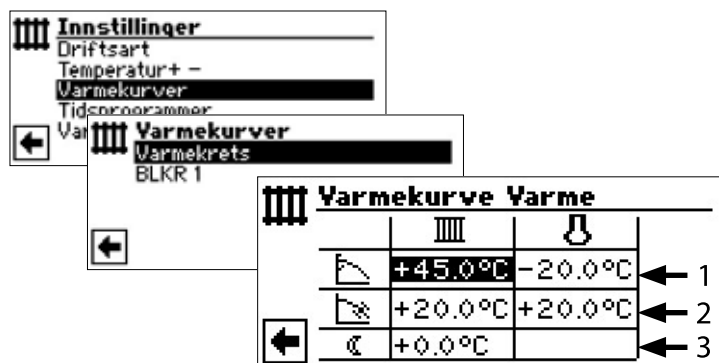 Innstillinger
Driftsart
Temperatur+ -
Varmekurver
Tidsprogrammer
Var
Varmekurver
Varmekrets
BLKR 1
Varmekurve Varme
+45.0°C -20.0°C 1
+20.0°C +20.0°C 2
+0.0°C 3